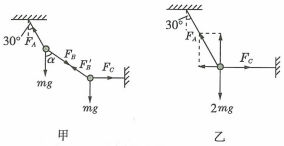 30°
F_A
F_B
α
F_B'
F_C
mg
mg
甲
30°
F_A
F_C
2mg
乙